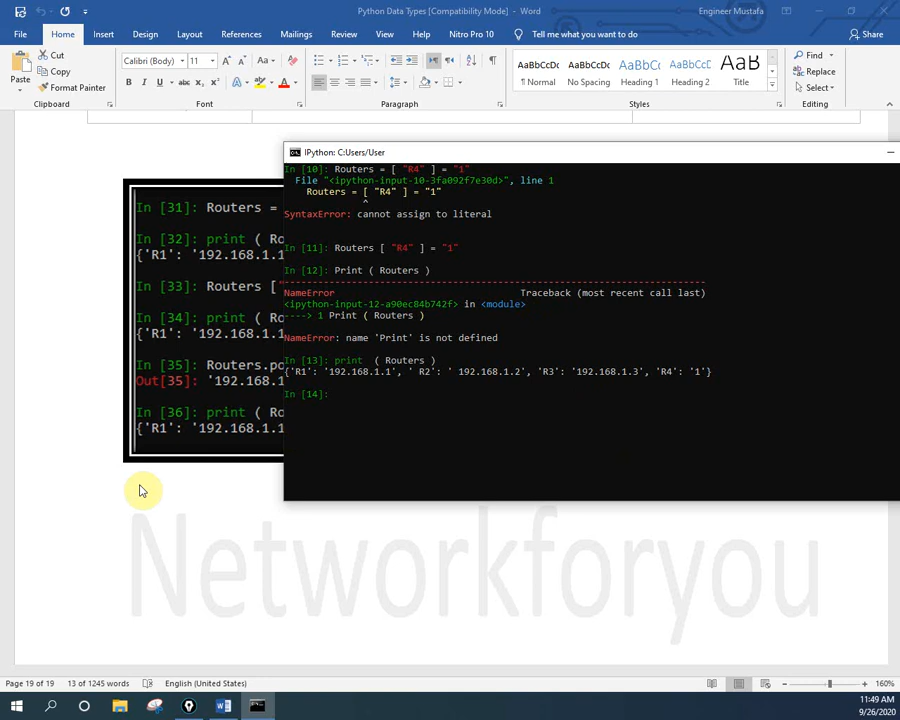 Python Data Types [Compatibility Mode] - Word
Engineer Mustafa
File Home Insert Design Layout References Mailings Review View Help Nitro Pro 10 Tell me what you want to do Share
Paste
Cut
Copy
Format Painter
Clipboard
Calibri (Body) 11
Font
Paragraph
AaBbCcDc AaBbCcDc AaBbCc AaBbCcC AaB
¶ Normal No Spacing Heading 1 Heading 2 Title
Styles
Find
Replace
Select
Editing
In [31]: Routers =
In [32]: print ( Ro
{'R1': '192.168.1.1
In [33]: Routers ['
In [34]: print ( Ro
{'R1': '192.168.1.1
In [35]: Routers.po
Out[35]: '192.168.1
In [36]: print ( Ro
{'R1': '192.168.1.1
IPython: C:Users/User
In [10]: Routers = [ "R4" ] = "1"
File "<ipython-input-10-3fa092f7e30d>", line 1
Routers = [ "R4" ] = "1"
^
SyntaxError: cannot assign to literal
In [11]: Routers [ "R4" ] = "1"
In [12]: Print ( Routers )
NameError Traceback (most recent call last)
<ipython-input-12-a90ec84b742f> in <module>
----> 1 Print ( Routers )
NameError: name 'Print' is not defined
In [13]: print ( Routers )
{'R1': '192.168.1.1', ' R2': ' 192.168.1.2', 'R3': '192.168.1.3', 'R4': '1'}
In [14]:
Networkforyou
Page 19 of 19 13 of 1245 words English (United States) 160%
11:49 AM
9/26/2020